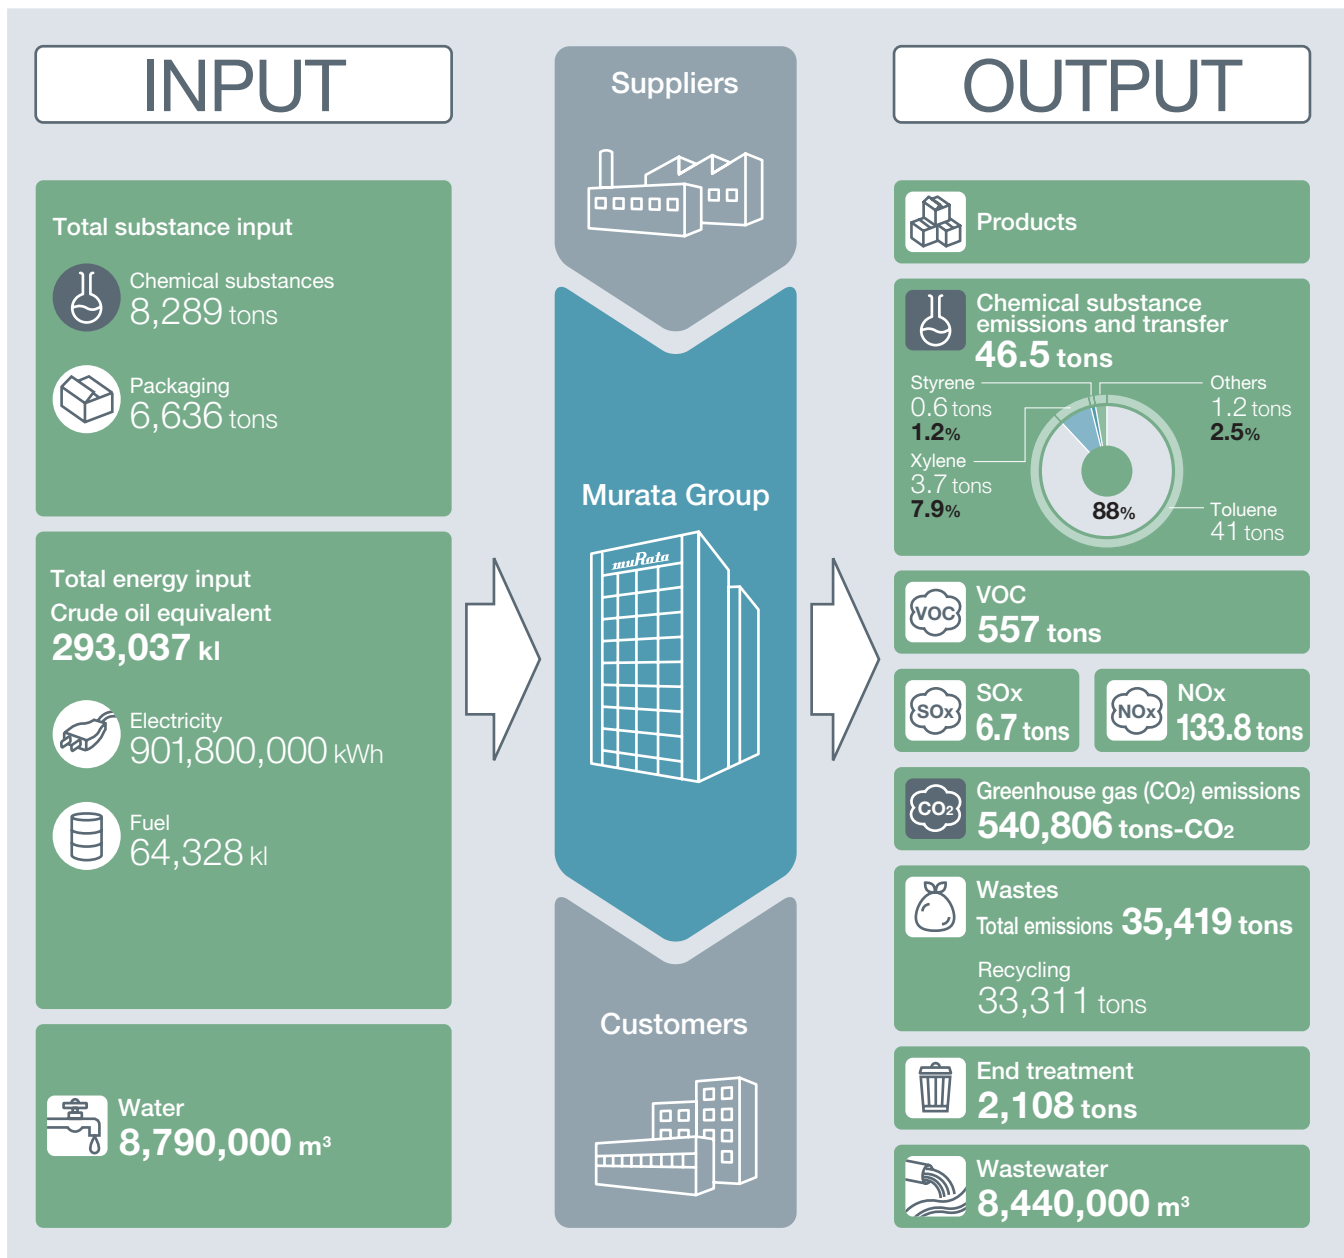 INPUT
Total substance input
Chemical substances
8,289 tons
Packaging
6,636 tons
Total energy input
Crude oil equivalent
293,037 kl
Electricity
901,800,000 kWh
Fuel
64,328 kl
Water
8,790,000 m³
Suppliers
Murata Group
muRata
Customers
OUTPUT
Products
Chemical substance
emissions and transfer
46.5 tons
Styrene
0.6 tons
1.2%
Xylene
3.7 tons
7.9%
Others
1.2 tons
2.5%
88%
Toluene
41 tons
VOC
VOC
557 tons
SOx
SOx
6.7 tons
NOx
NOx
133.8 tons
CO₂
Greenhouse gas (CO₂) emissions
540,806 tons-CO₂
Wastes
Total emissions 35,419 tons
Recycling
33,311 tons
End treatment
2,108 tons
Wastewater
8,440,000 m³